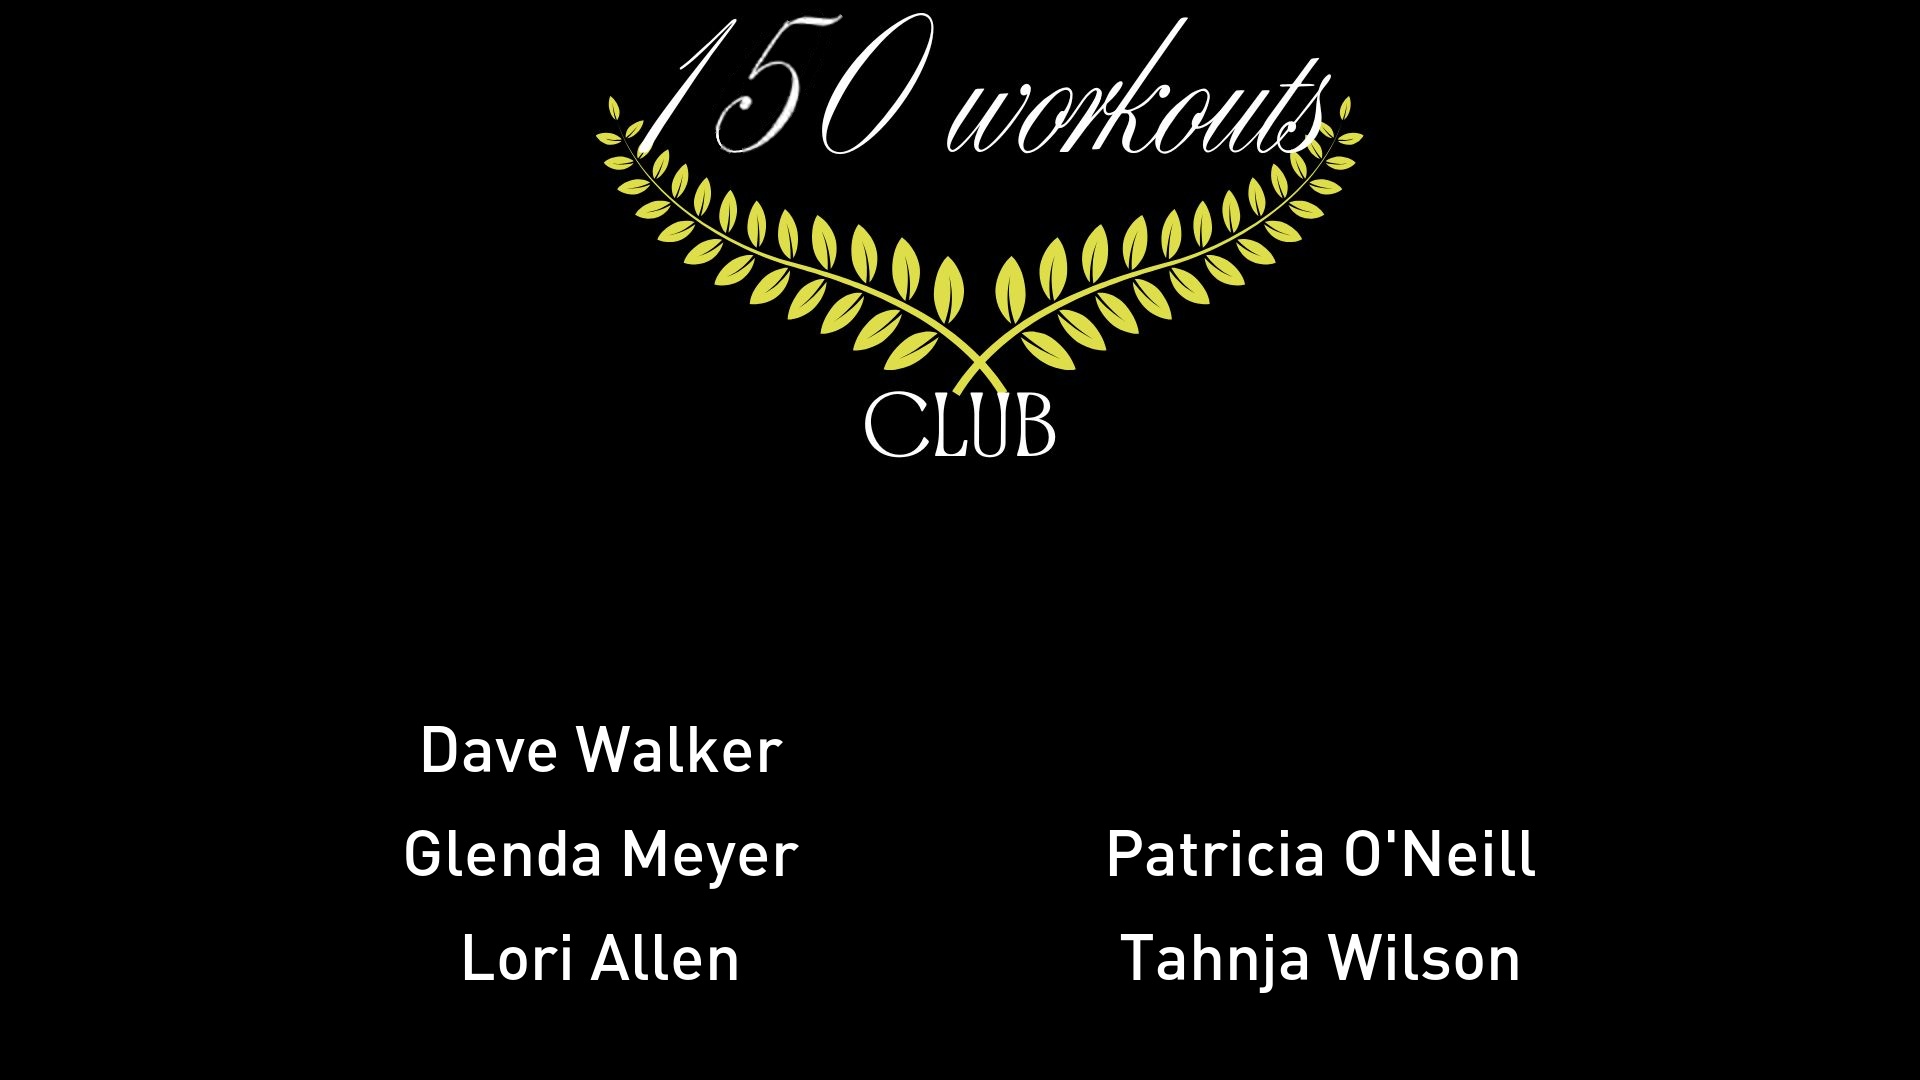 150 workouts
CLUB
Dave Walker
Glenda Meyer
Lori Allen
Patricia O'Neill
Tahnja Wilson